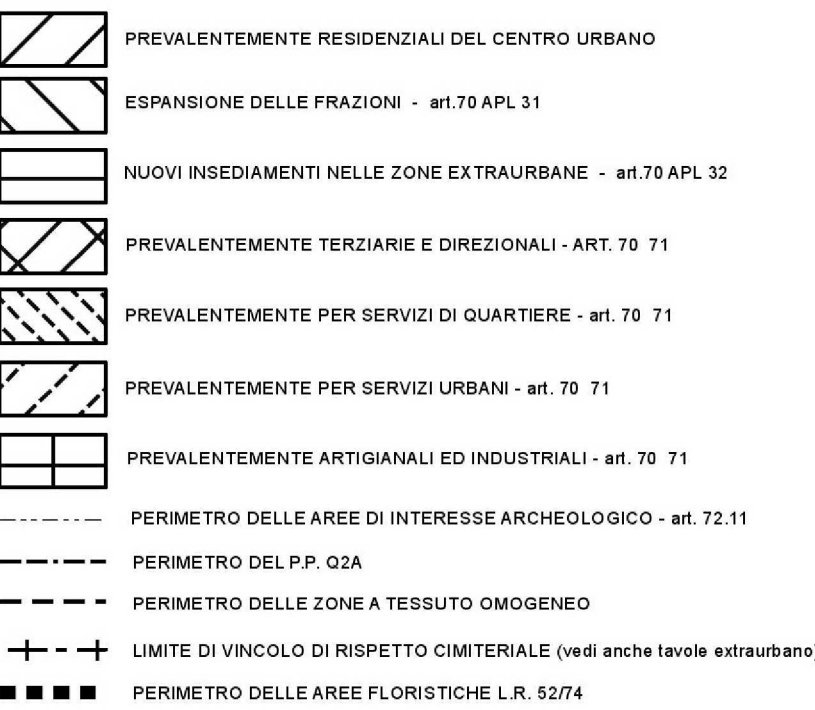 PREVALENTEMENTE RESIDENZIALI DEL CENTRO URBANO
ESPANSIONE DELLE FRAZIONI - art.70 APL 31
NUOVI INSEDIAMENTI NELLE ZONE EXTRAURBANE - art.70 APL 32
PREVALENTEMENTE TERZIARIE E DIREZIONALI - ART. 70 71
PREVALENTEMENTE PER SERVIZI DI QUARTIERE - art. 70 71
PREVALENTEMENTE PER SERVIZI URBANI - art. 70 71
PREVALENTEMENTE ARTIGIANALI ED INDUSTRIALI - art. 70 71
PERIMETRO DELLE AREE DI INTERESSE ARCHEOLOGICO - art. 72.11
PERIMETRO DEL P.P. Q2A
PERIMETRO DELLE ZONE A TESSUTO OMOGENEO
LIMITE DI VINCOLO DI RISPETTO CIMITERIALE (vedi anche tavole extraurbano)
PERIMETRO DELLE AREE FLORISTICHE L.R. 52/74